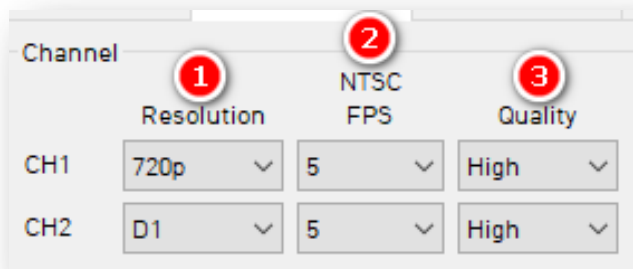 Channel
1 2 3
NTSC
Resolution FPS Quality
CH1 720p 5 High
CH2 D1 5 High